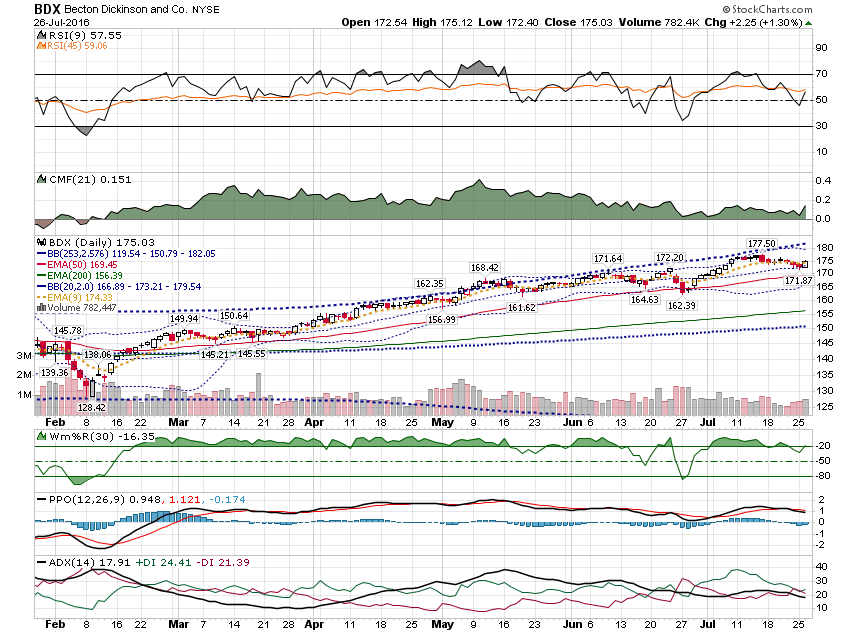 BDX Becton Dickinson and Co. NYSE
© StockCharts.com
26-Jul-2016
Open 172.54 High 175.12 Low 172.40 Close 175.03 Volume 782.4K Chg +2.25 (+1.30%)
RSI(9) 57.55
RSI(45) 59.06
90
70
50
30
10
CMF(21) 0.151
0.4
0.2
0.0
BDX (Daily) 175.03
BB(253,2.576) 119.54 - 150.79 - 182.05
EMA(50) 169.45
EMA(200) 156.39
BB(20,2.0) 166.89 - 173.21 - 179.54
EMA(9) 174.33
Volume 782,447
145.78
139.36
138.06
128.42
149.94
145.21
150.64
145.55
162.35
156.99
168.42
161.62
171.64
164.63
172.20
162.39
177.50
171.87
180
175
170
165
160
155
150
145
140
135
130
125
3M
2M
1M
Feb 8 16 22 Mar 7 14 21 28 Apr 11 18 25 May 9 16 23 Jun 6 13 20 27 Jul 11 18 25
Wm%R(30) -16.35
-20
-50
-80
PPO(12,26,9) 0.948, 1.121, -0.174
2
1
0
-1
-2
ADX(14) 17.91 +DI 24.41 -DI 21.39
40
30
20
10
Feb 8 16 22 Mar 7 14 21 28 Apr 11 18 25 May 9 16 23 Jun 6 13 20 27 Jul 11 18 25